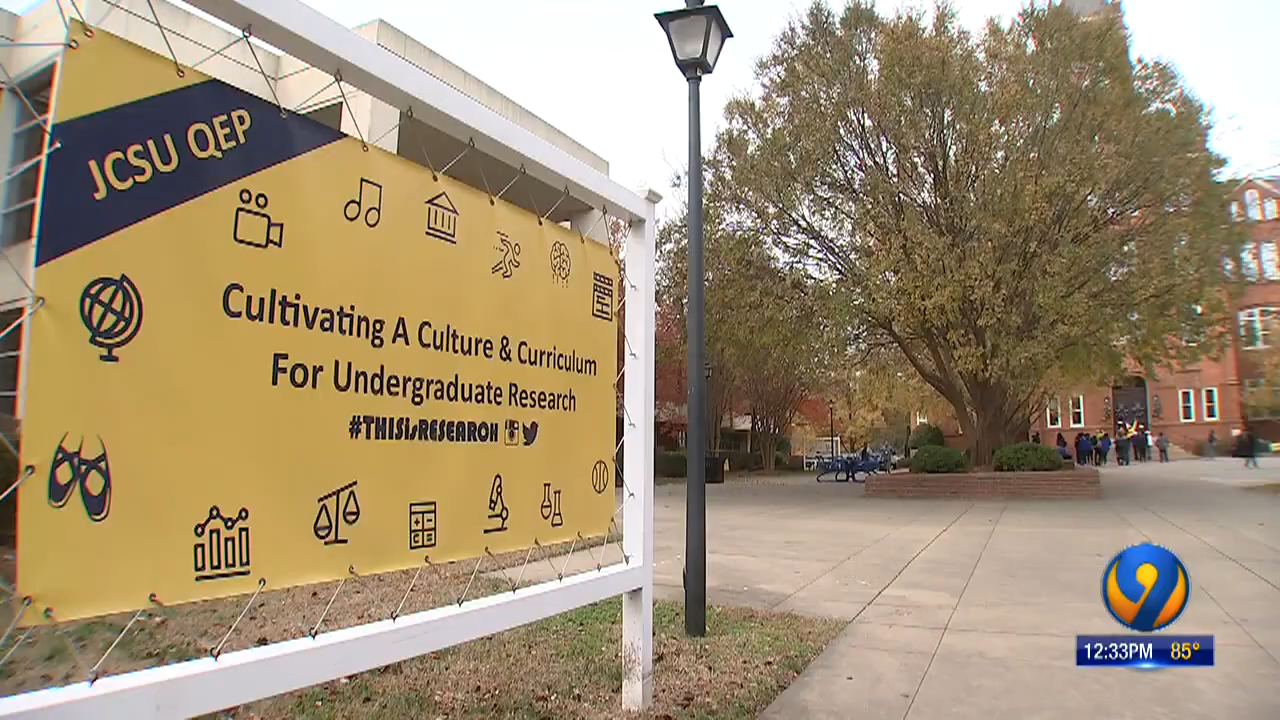 JCSU QEP
Cultivating A Culture & Curriculum
For Undergraduate Research
#THISisRESEARCH
9
12:33PM 85°